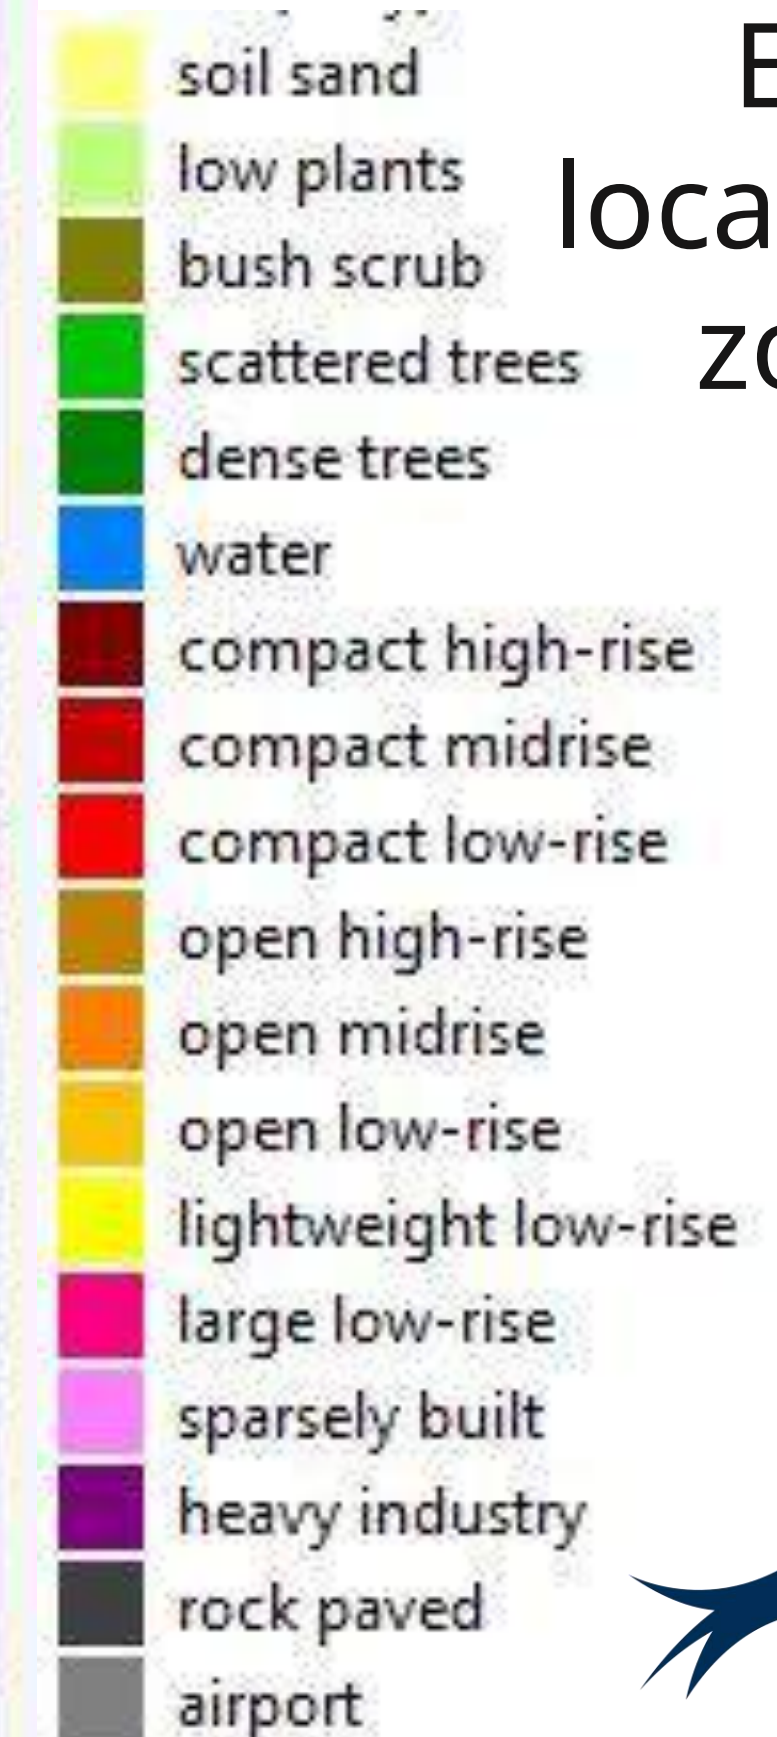 soil sand
low plants
bush scrub
scattered trees
dense trees
water
compact high-rise
compact midrise
compact low-rise
open high-rise
open midrise
open low-rise
lightweight low-rise
large low-rise
sparsely built
heavy industry
rock paved
airport
E
loca
zo